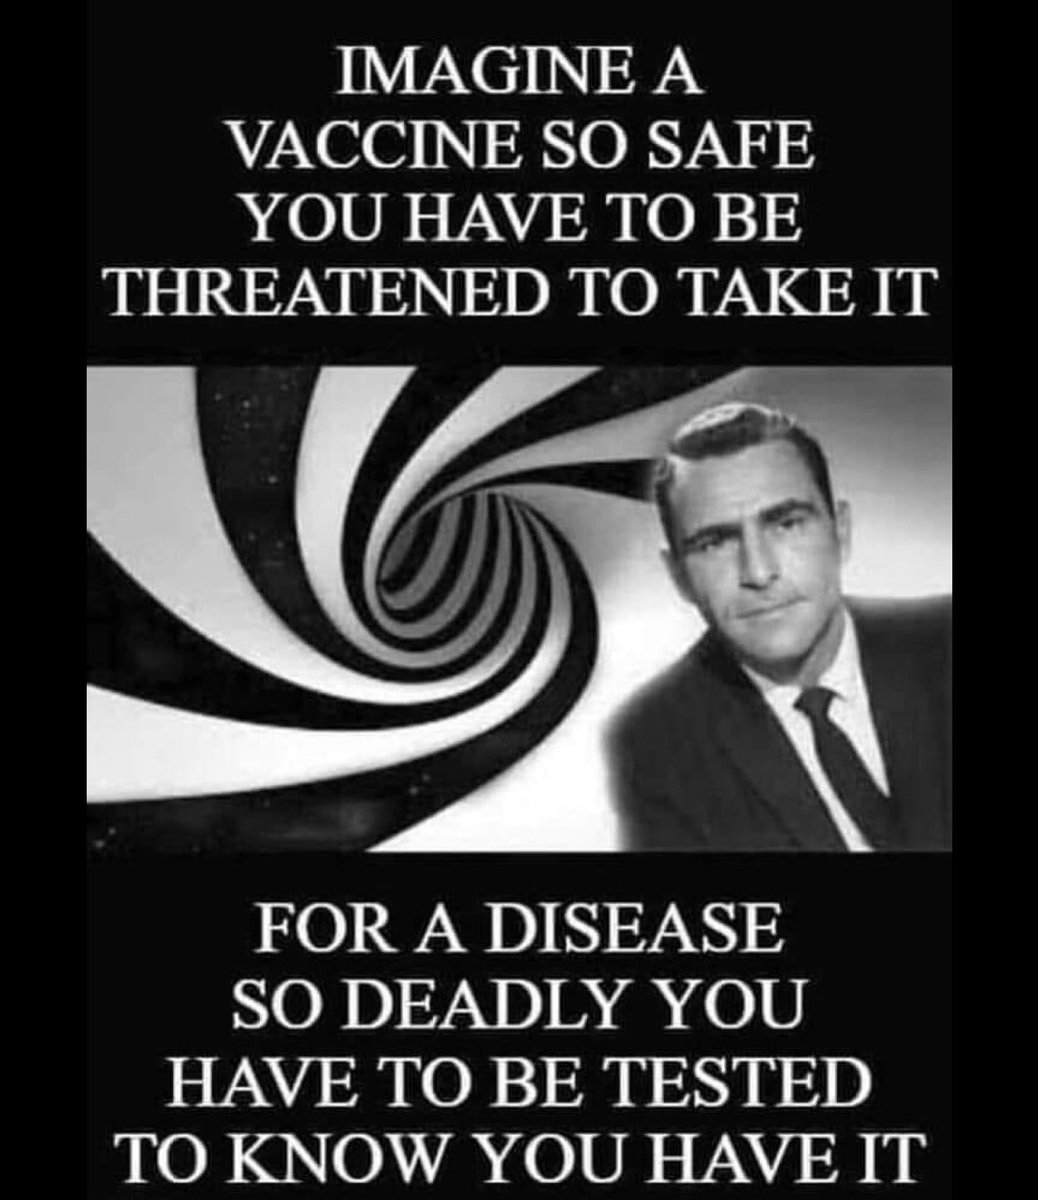 IMAGINE A
VACCINE SO SAFE
YOU HAVE TO BE
THREATENED TO TAKE IT
FOR A DISEASE
SO DEADLY YOU
HAVE TO BE TESTED
TO KNOW YOU HAVE IT